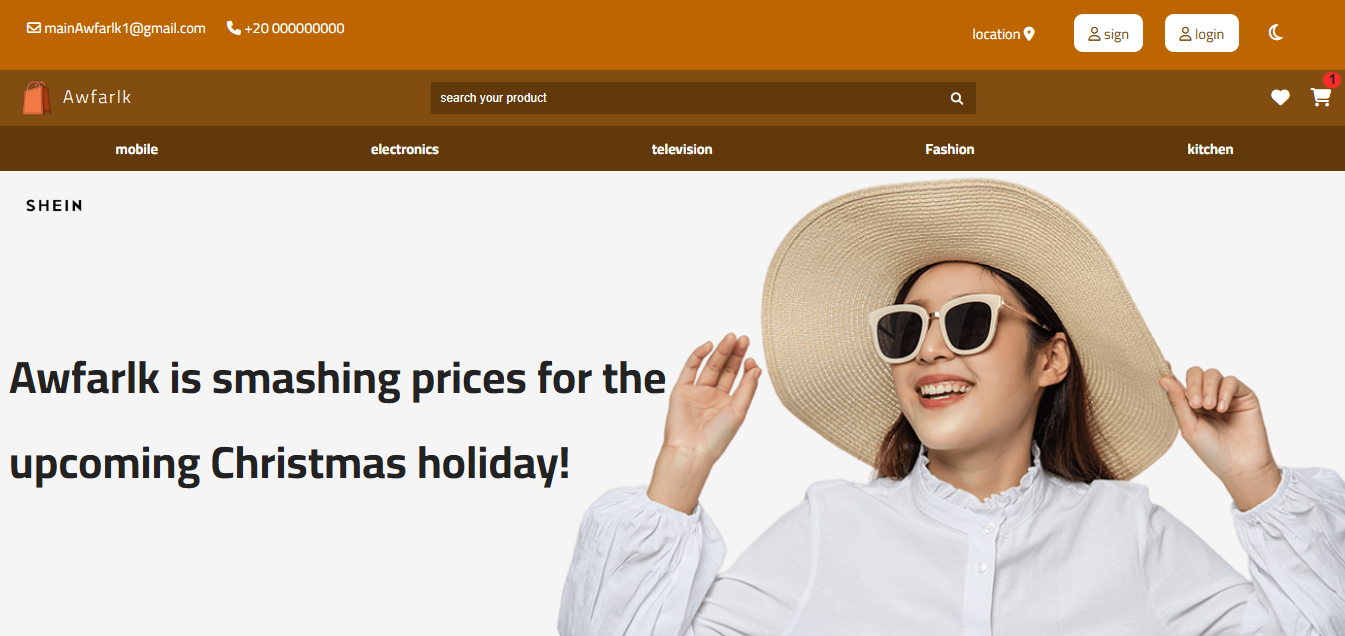 mainAwfarlk1@gmail.com +20 000000000 location sign login
Awfarlk search your product 1
mobile electronics television Fashion kitchen
SHEIN
Awfarlk is smashing prices for the
upcoming Christmas holiday!